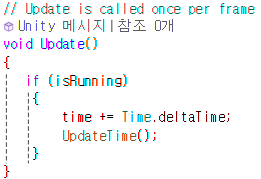 // Update is called once per frame
Unity 메시지|참조 0개
void Update()
{
if (isRunning)
{
time += Time.deltaTime;
UpdateTime();
}
}